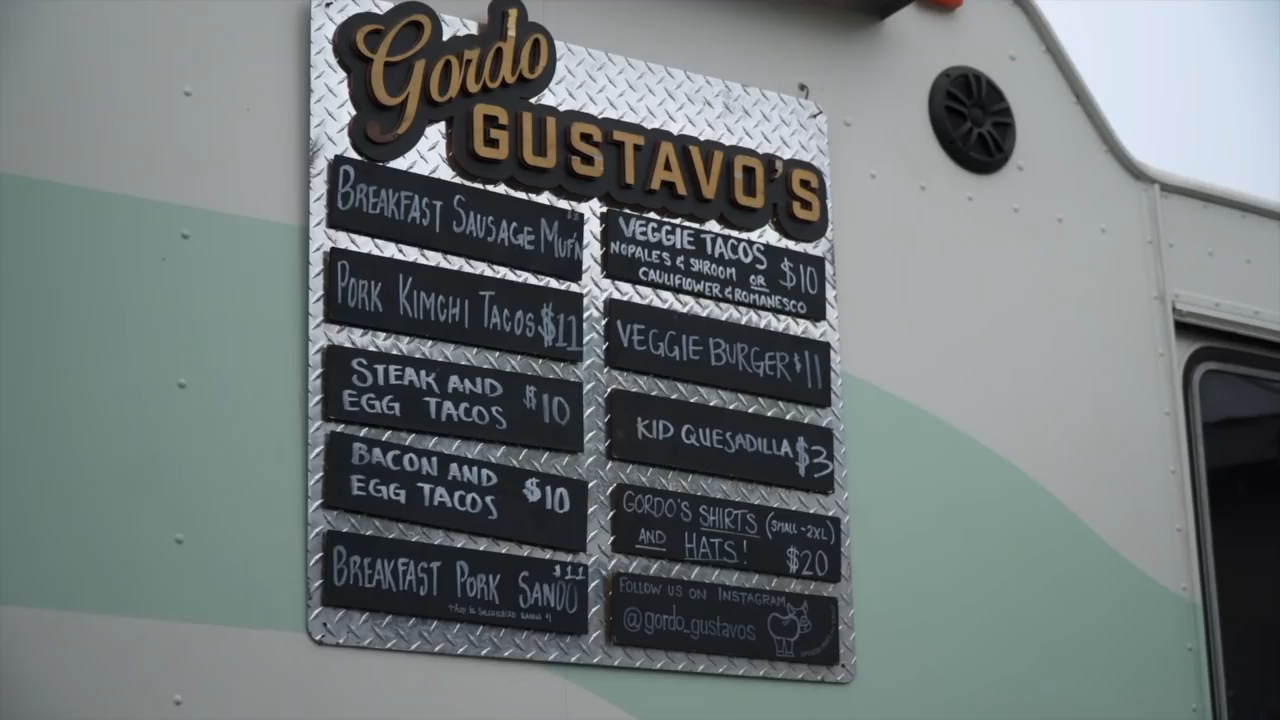 Gordo
GUSTAVO'S
BREAKFAST SAUSAGE MUF'N
PORK KIMCHI TACOS $11
STEAK AND
EGG TACOS $10
BACON AND
EGG TACOS $10
BREAKFAST PORK SANDO $11
VEGGIE TACOS
NOPALES & SHROOM OR
CAULIFLOWER & ROMANESCO
$10
VEGGIE BURGER $11
KID QUESADILLA $3
GORDO'S SHIRTS (SMALL-2XL)
AND HATS! $20
FOLLOW US ON INSTAGRAM
@gordo_gustavos